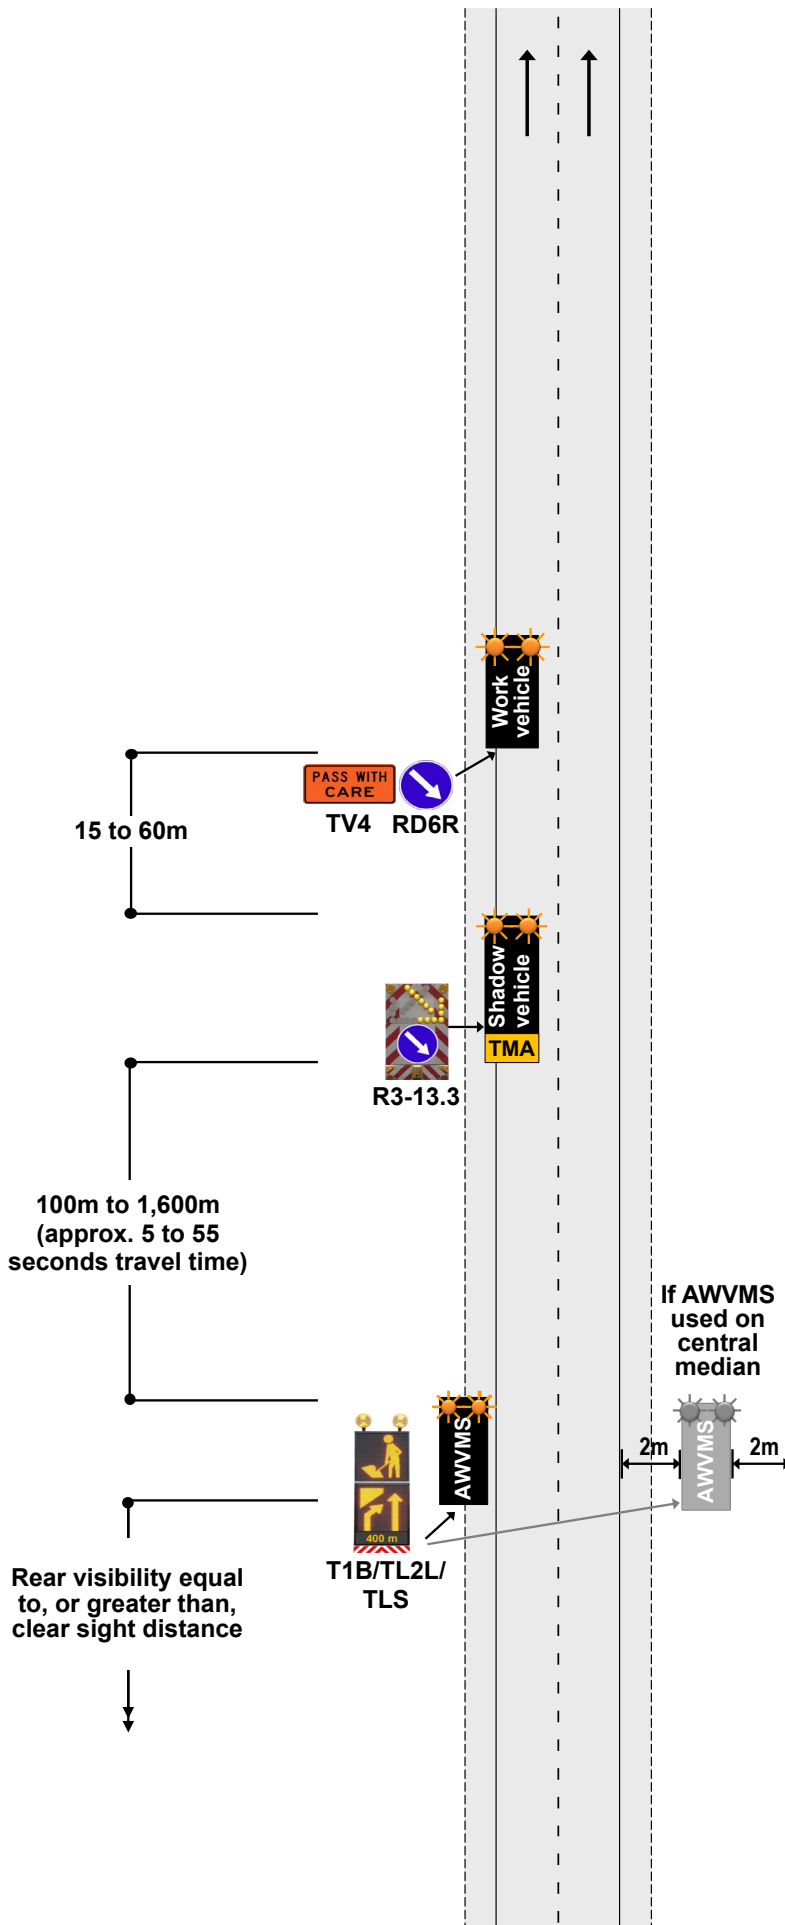 Work
vehicle
PASS WITH
CARE
TV4 RD6R
15 to 60m
Shadow
vehicle
TMA
R3-13.3
100m to 1,600m
(approx. 5 to 55
seconds travel time)
If AWVMS
used on
central
median
AWVMS
2m
AWVMS
2m
400 m
T1B/TL2L/
TLS
Rear visibility equal
to, or greater than,
clear sight distance